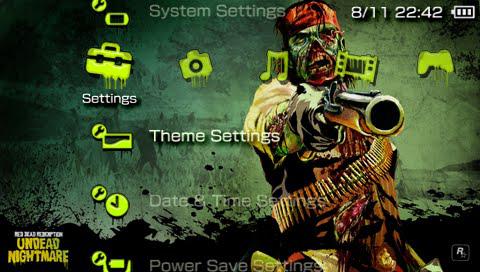 System Settings
8/11 22:42
Settings
Theme Settings
Date & Time Settings
RED DEAD REDEMPTION
UNDEAD NIGHTMARE
R
Power Save Settings